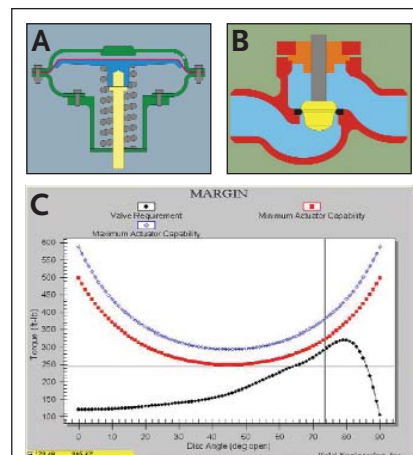 A
B
C
MARGIN
Valve Requirement
Minimum Actuator Capability
Maximum Actuator Capability
600
550
500
450
400
350
300
250
200
150
100
Torque (ft-lb)
0 10 20 30 40 50 60 70 80 90
Disc Angle (deg open)